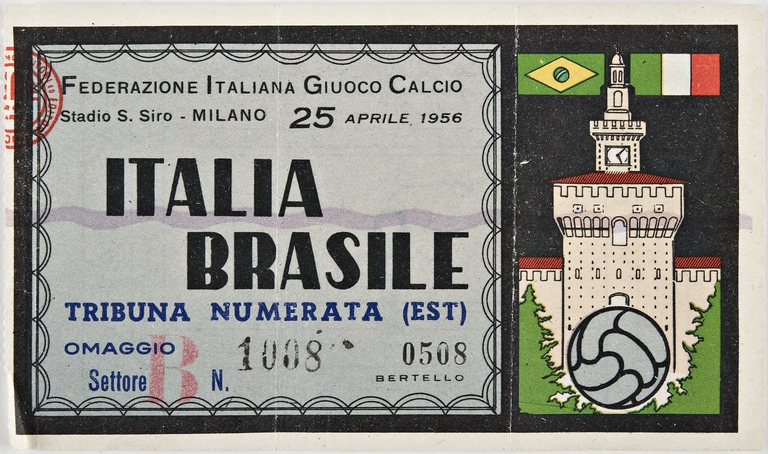 FEDERAZIONE ITALIANA GIUOCO CALCIO
Stadio S. Siro - MILANO 25 APRILE 1956
ITALIA
BRASILE
TRIBUNA NUMERATA (EST)
OMAGGIO 1008 0508
Settore B N. BERTELLO